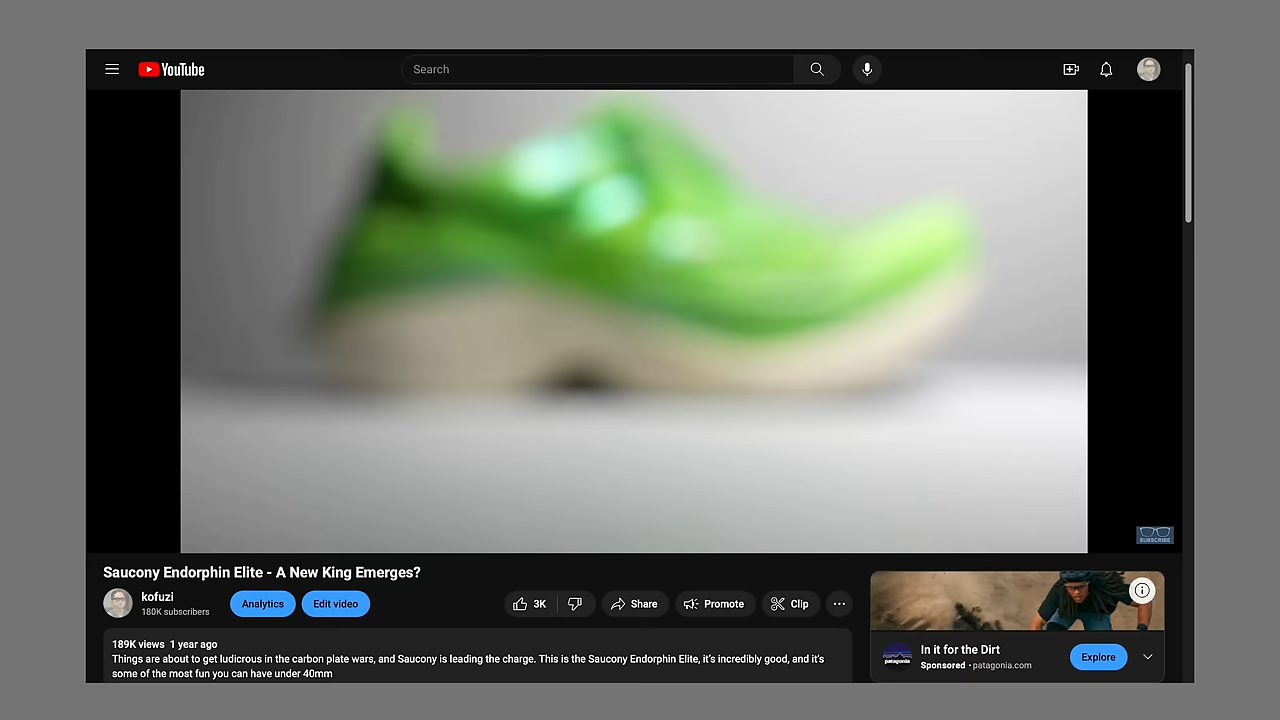 YouTube
Search
SUBSCRIBE
Saucony Endorphin Elite - A New King Emerges?
kofuzi
180K subscribers
Analytics
Edit video
3K
Share
Promote
Clip
189K views 1 year ago
Things are about to get ludicrous in the carbon plate wars, and Saucony is leading the charge. This is the Saucony Endorphin Elite, it's incredibly good, and it's
some of the most fun you can have under 40mm
patagonia
In it for the Dirt
Sponsored · patagonia.com
Explore